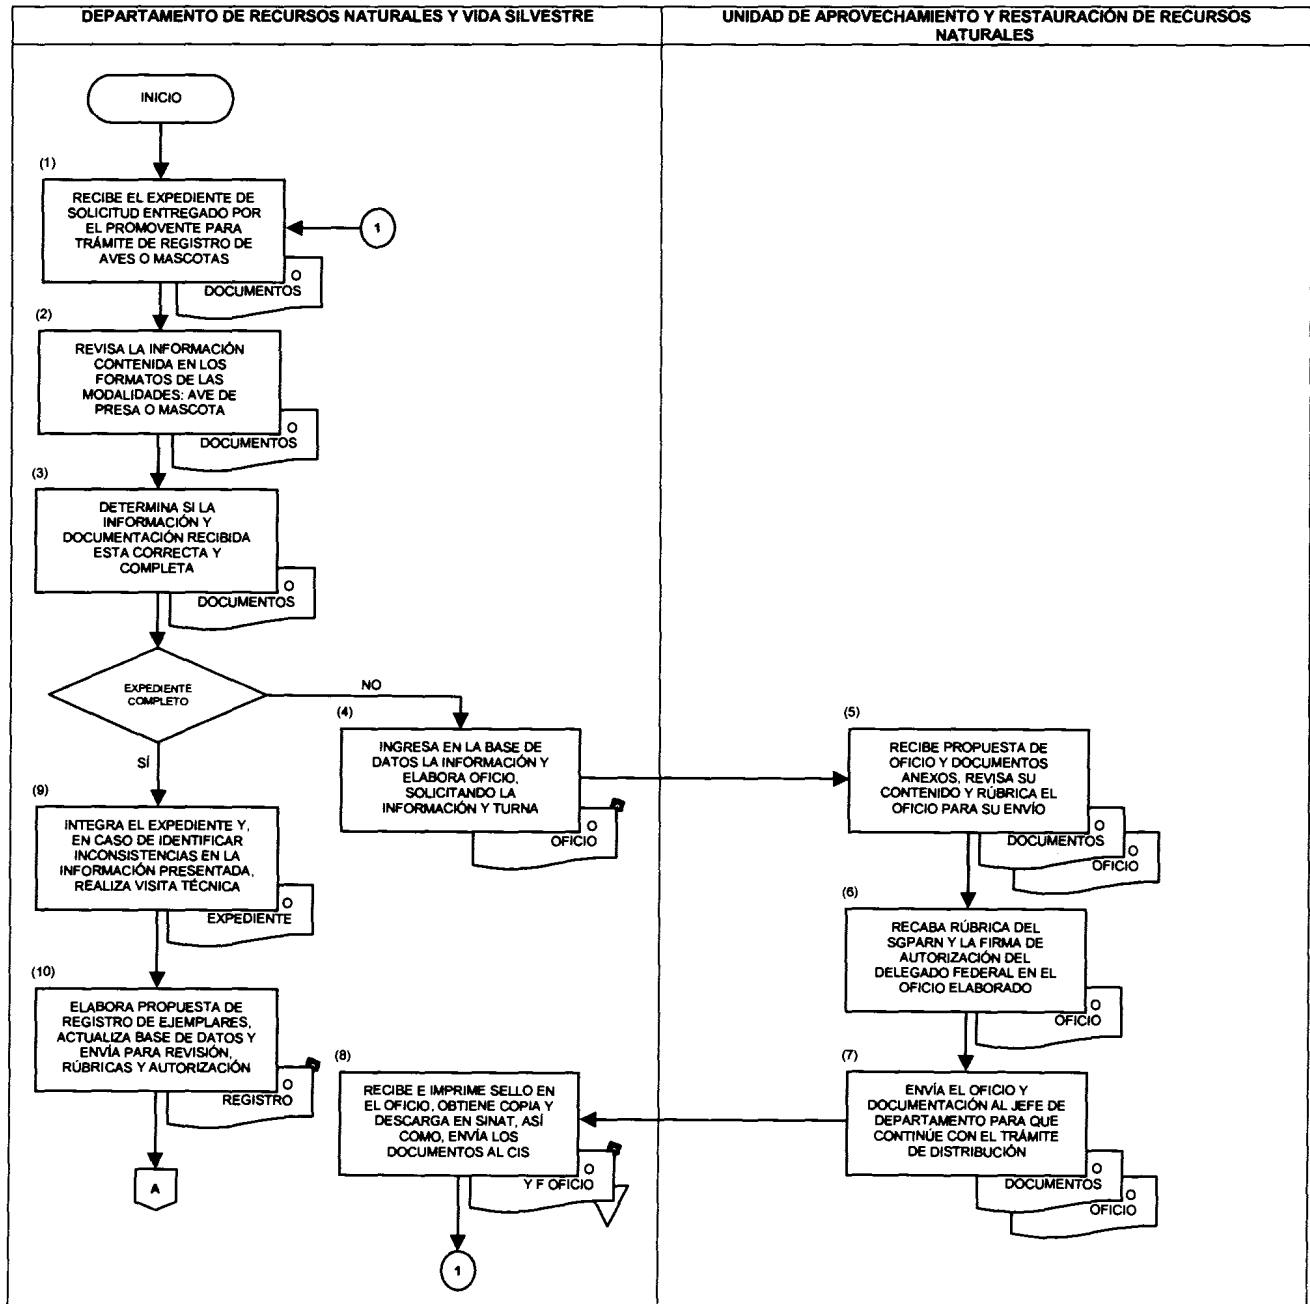 DEPARTAMENTO DE RECURSOS NATURALES Y VIDA SILVESTRE
UNIDAD DE APROVECHAMIENTO Y RESTAURACIÓN DE RECURSOS
NATURALES
INICIO
(1)
RECIBE EL EXPEDIENTE DE
SOLICITUD ENTREGADO POR
EL PROMOVENTE PARA
TRÁMITE DE REGISTRO DE
AVES O MASCOTAS
1
O
DOCUMENTOS
(2)
REVISA LA INFORMACIÓN
CONTENIDA EN LOS
FORMATOS DE LAS
MODALIDADES: AVE DE
PRESA O MASCOTA
O
DOCUMENTOS
(3)
DETERMINA SI LA
INFORMACIÓN Y
DOCUMENTACIÓN RECIBIDA
ESTA CORRECTA Y
COMPLETA
O
DOCUMENTOS
EXPEDIENTE
COMPLETO
NO
SÍ
(4)
INGRESA EN LA BASE DE
DATOS LA INFORMACIÓN Y
ELABORA OFICIO,
SOLICITANDO LA
INFORMACIÓN Y TURNA
O
OFICIO
(5)
RECIBE PROPUESTA DE
OFICIO Y DOCUMENTOS
ANEXOS, REVISA SU
CONTENIDO Y RÚBRICA EL
OFICIO PARA SU ENVÍO
O
DOCUMENTOS
O
OFICIO
(6)
RECABA RÚBRICA DEL
SGPARN Y LA FIRMA DE
AUTORIZACIÓN DEL
DELEGADO FEDERAL EN EL
OFICIO ELABORADO
O
OFICIO
(7)
ENVÍA EL OFICIO Y
DOCUMENTACIÓN AL JEFE DE
DEPARTAMENTO PARA QUE
CONTINÚE CON EL TRÁMITE
DE DISTRIBUCIÓN
O
DOCUMENTOS
O
OFICIO
(8)
RECIBE E IMPRIME SELLO EN
EL OFICIO, OBTIENE COPIA Y
DESCARGA EN SINAT, ASÍ
COMO, ENVÍA LOS
DOCUMENTOS AL CIS
O
Y F OFICIO
1
(9)
INTEGRA EL EXPEDIENTE Y,
EN CASO DE IDENTIFICAR
INCONSISTENCIAS EN LA
INFORMACIÓN PRESENTADA,
REALIZA VISITA TÉCNICA
O
EXPEDIENTE
(10)
ELABORA PROPUESTA DE
REGISTRO DE EJEMPLARES,
ACTUALIZA BASE DE DATOS Y
ENVÍA PARA REVISIÓN,
RÚBRICAS Y AUTORIZACIÓN
O
REGISTRO
A